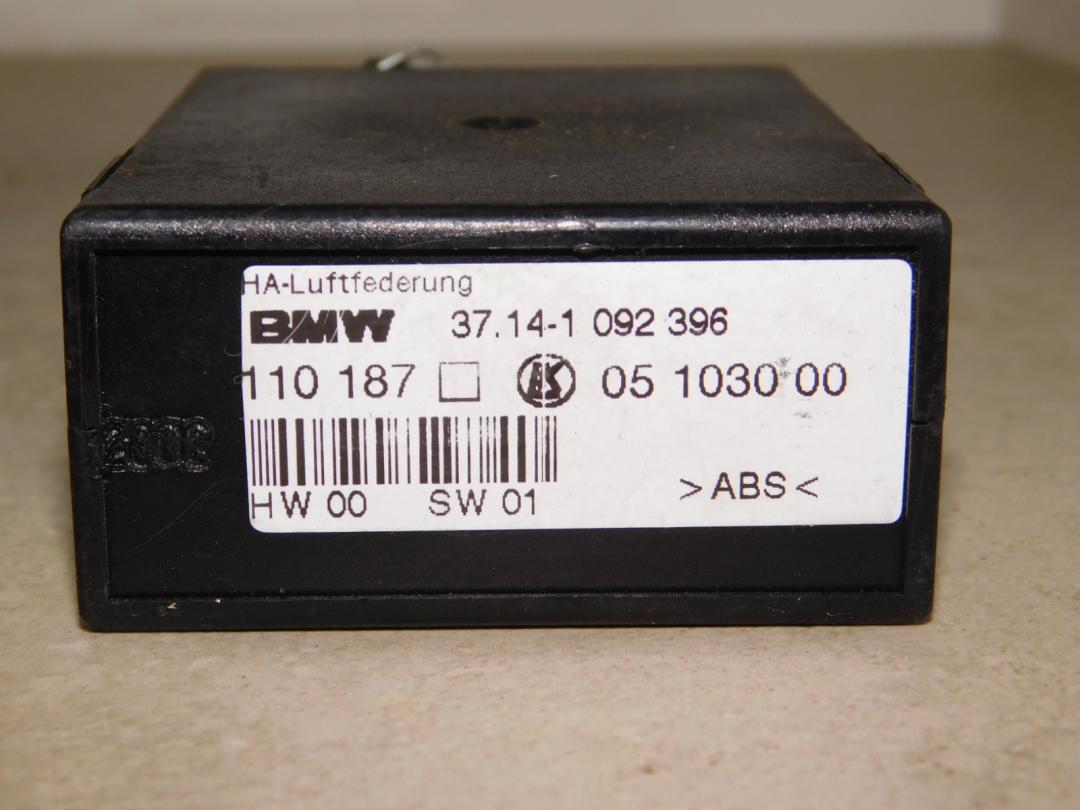 HA-Luftfederung
BMW 37.14-1 092 396
110 187 05 1030 00
HW 00 SW 01
>ABS<